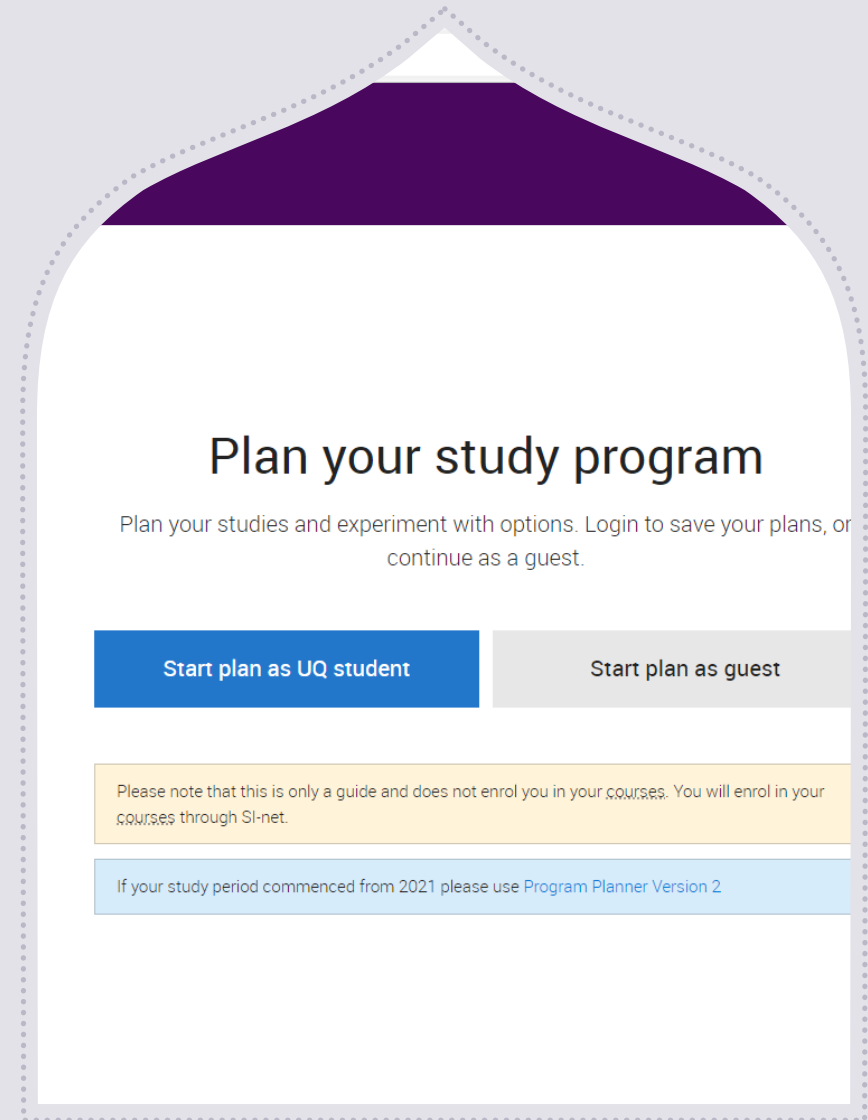 Plan your study program
Plan your studies and experiment with options. Login to save your plans, or
continue as a guest.
Start plan as UQ student
Start plan as guest
Please note that this is only a guide and does not enrol you in your courses. You will enrol in your
courses through SI-net.
If your study period commenced from 2021 please use Program Planner Version 2